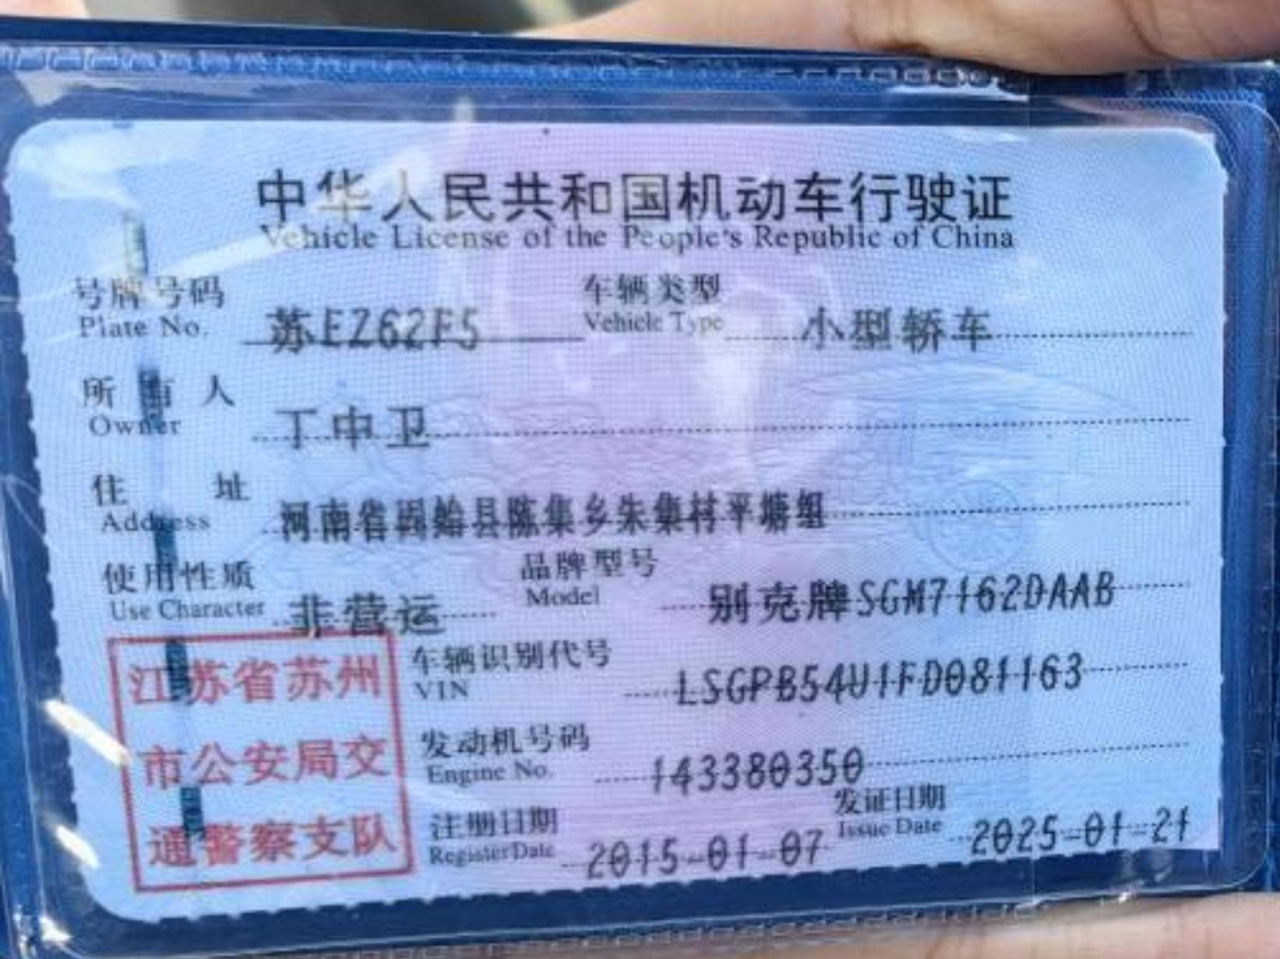 中华人民共和国机动车行驶证
Vehicle License of the People's Republic of China
号牌号码 苏EZ62F5 车辆类型 小型轿车
Plate No. Vehicle Type
所有人 丁中卫
Owner
住址 河南省固始县陈集乡朱集村平塘组
Address
使用性质 非营运 品牌型号 别克牌SGM7162DAAB
Use Character Model
江苏省苏州
市公安局交
通警察支队
车辆识别代号 LSGPB54U1FD081163
VIN
发动机号码 143380350
Engine No.
注册日期 2015-01-07 发证日期 2025-01-21
Register Date Issue Date